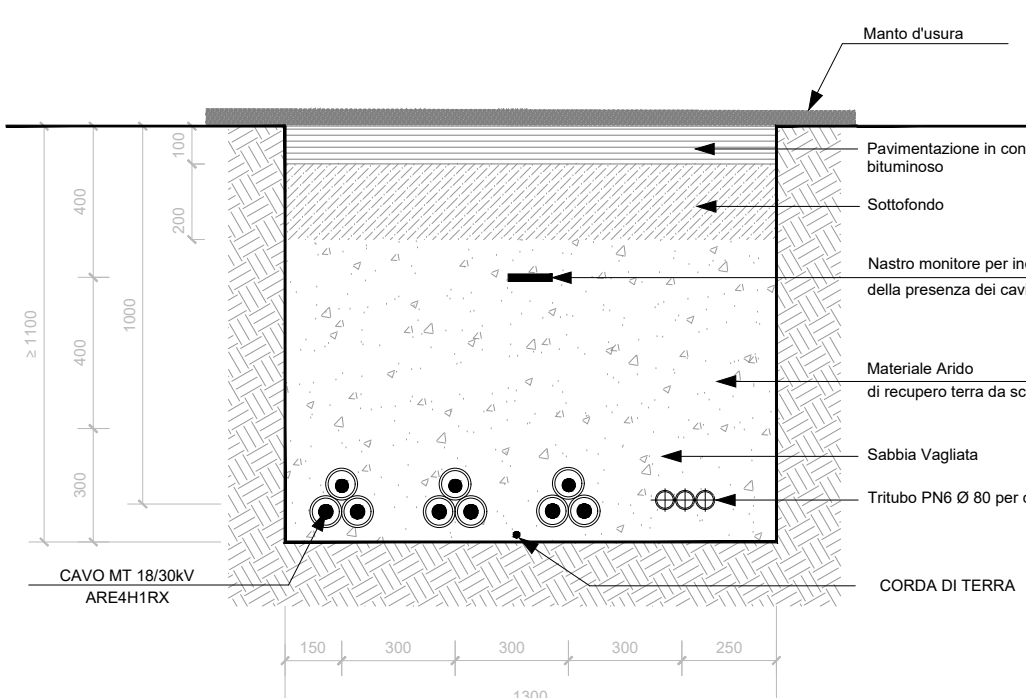 Manto d'usura
Pavimentazione in con
bituminoso
Sottofondo
Nastro monitore per in
della presenza dei cavi
Materiale Arido
di recupero terra da sc
Sabbia Vagliata
Tritubo PN6 Ø 80 per
CORDA DI TERRA
CAVO MT 18/30kV
ARE4H1RX
100
200
400
400
300
1000
≥ 1100
150
300
300
300
250
1300